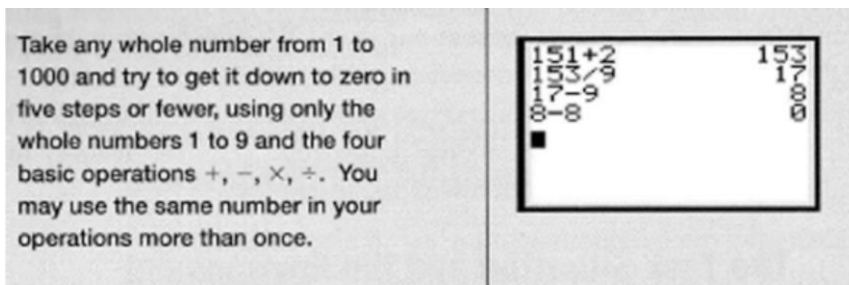 Take any whole number from 1 to
1000 and try to get it down to zero in
five steps or fewer, using only the
whole numbers 1 to 9 and the four
basic operations +, −, ×, ÷. You
may use the same number in your
operations more than once.
151+2 153
153/9 17
17-9 8
8-8 0